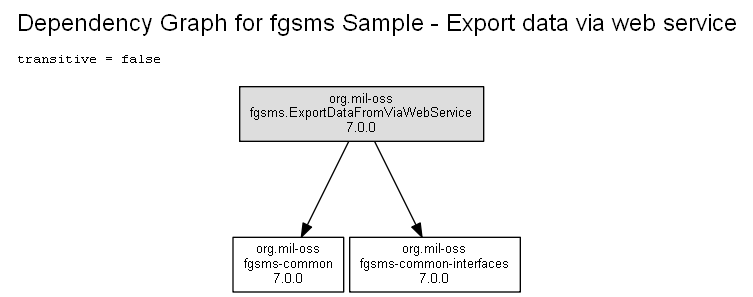 Dependency Graph for fgsms Sample - Export data via web service
transitive = false
org.mil-oss
fgsms.ExportDataFromViaWebService
7.0.0
org.mil-oss
fgsms-common
7.0.0
org.mil-oss
fgsms-common-interfaces
7.0.0